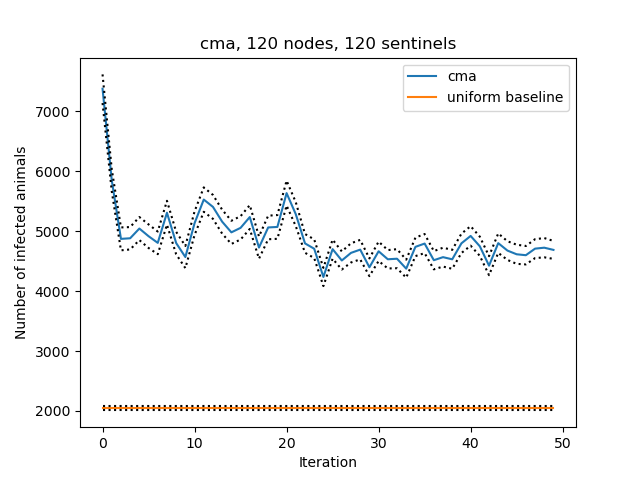 cma, 120 nodes, 120 sentinels
cma
uniform baseline
Number of infected animals
7000
6000
5000
4000
3000
2000
0 10 20 30 40 50
Iteration